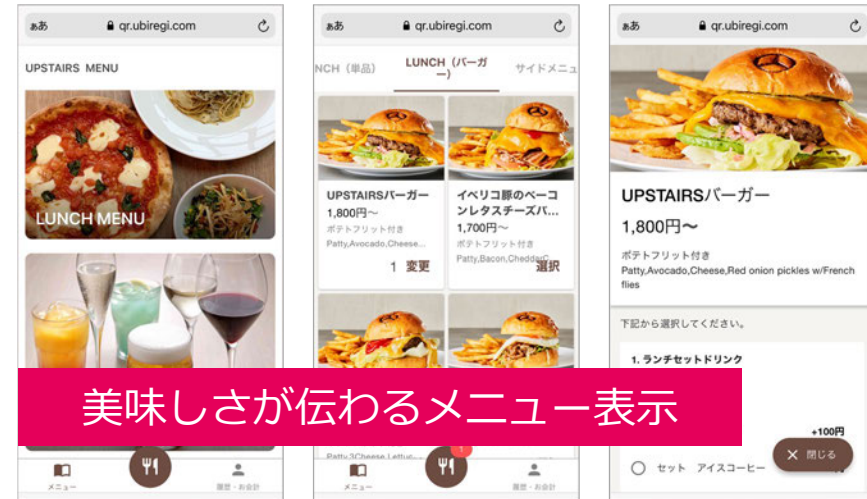 ぁあ qr.ubiregi.com
UPSTAIRS MENU
LUNCH MENU
メニュー
履歴・お会計
ぁあ qr.ubiregi.com
NCH（単品）
LUNCH（バーガ
ー）
サイドメニュ
UPSTAIRSバーガー
1,800円〜
ポテトフリット付き
Patty,Avocado,Cheese...
1 変更
イベリコ豚のベーコ
ンレタスチーズバ...
1,700円〜
ポテトフリット付き
Patty,Bacon,Cheddar
選択
Patty,3Cheese,Lettuc...
1
メニュー
履歴・お会計
ぁあ qr.ubiregi.com
UPSTAIRSバーガー
1,800円〜
ポテトフリット付き
Patty,Avocado,Cheese,Red onion pickles w/French
flies
下記から選択してください。
1. ランチセットドリンク
+100円
セット アイスコーヒー
× 閉じる
美味しさが伝わるメニュー表示